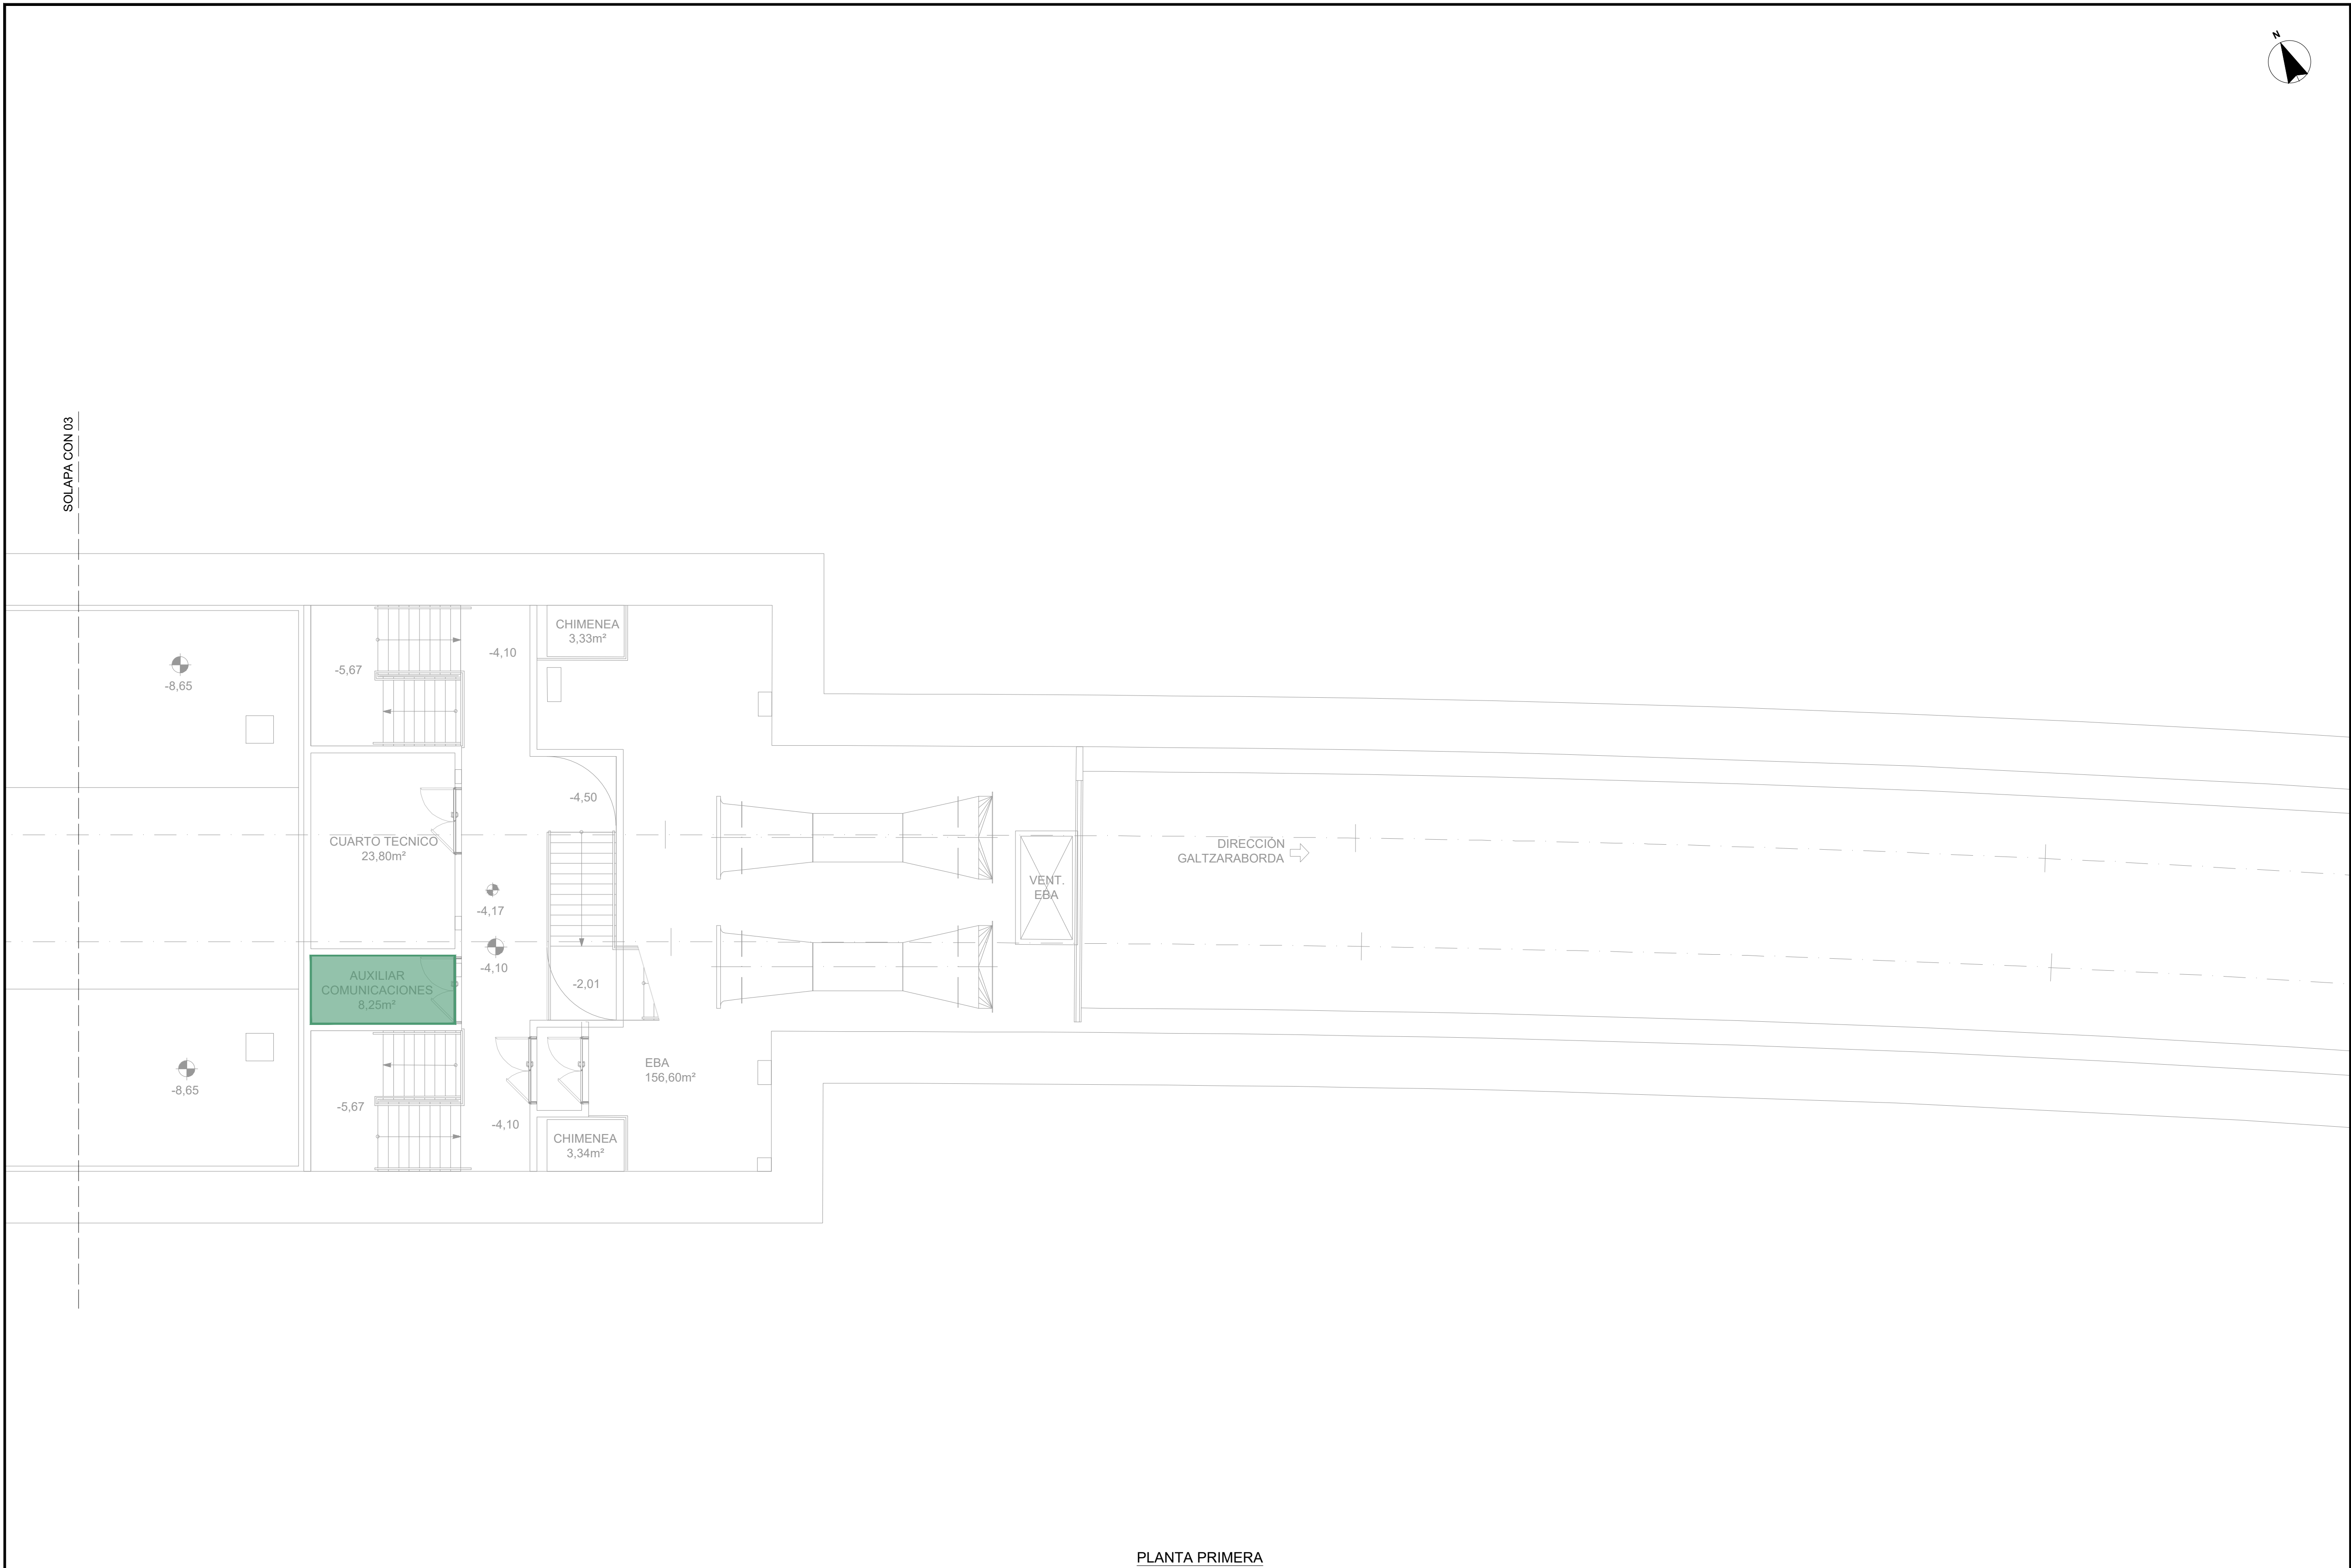 N
SOLAPA CON 03
CHIMENEA
3,33m²
-4,10
-5,67
-8,65
-4,50
CUARTO TECNICO
23,80m²
DIRECCIÓN
GALTZARABORDA
VENT.
EBA
-4,17
-4,10
AUXILIAR
COMUNICACIONES
8,25m²
-2,01
EBA
156,60m²
-8,65
-5,67
-4,10
CHIMENEA
3,34m²
PLANTA PRIMERA